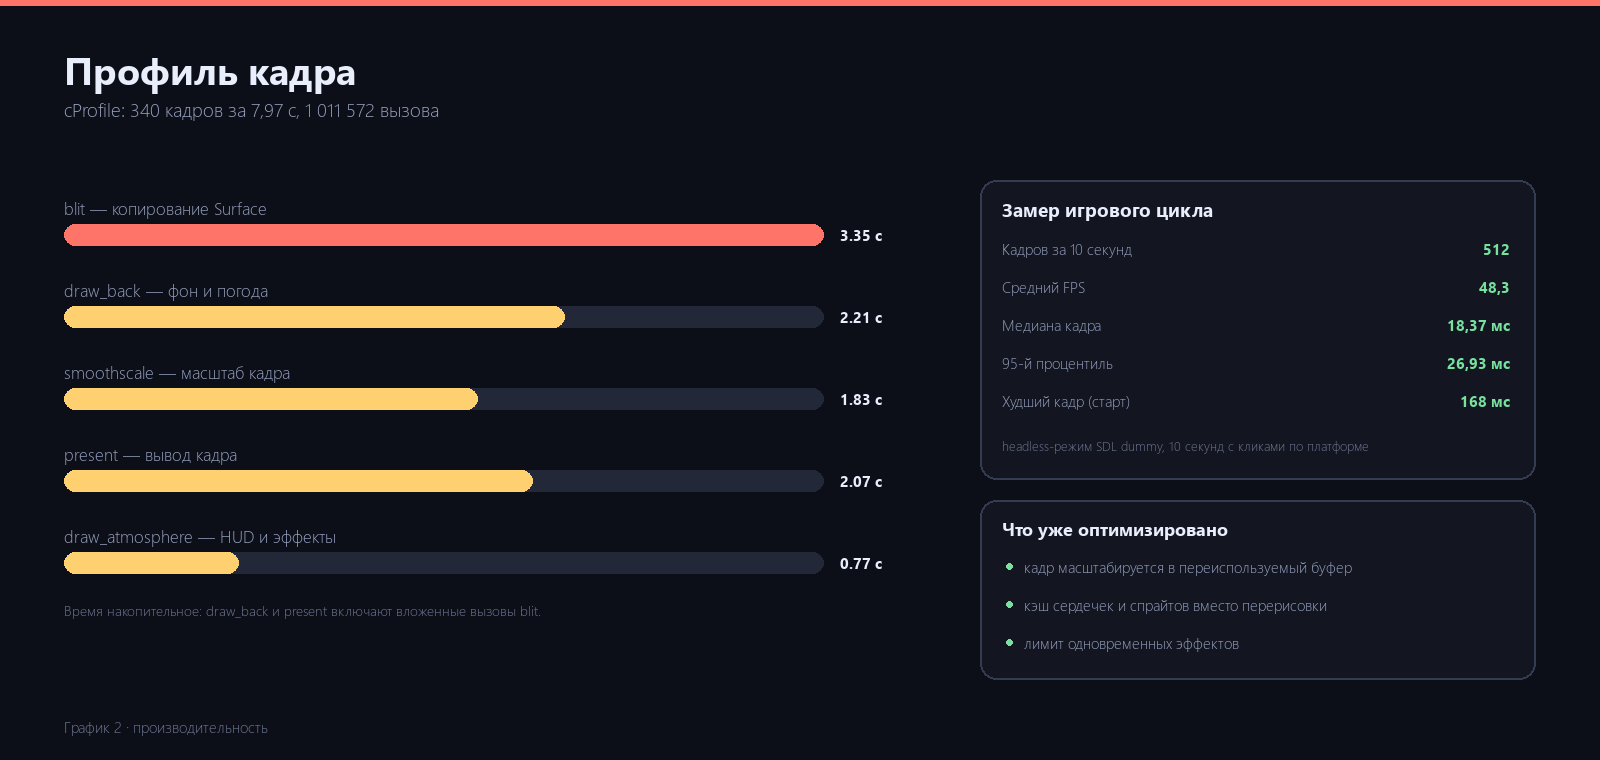 Профиль кадра
cProfile: 340 кадров за 7,97 с, 1 011 572 вызова
blit — копирование Surface
3.35 с
draw_back — фон и погода
2.21 с
smoothscale — масштаб кадра
1.83 с
present — вывод кадра
2.07 с
draw_atmosphere — HUD и эффекты
0.77 с
Время накопительное: draw_back и present включают вложенные вызовы blit.
Замер игрового цикла
Кадров за 10 секунд 512
Средний FPS 48,3
Медиана кадра 18,37 мс
95-й процентиль 26,93 мс
Худший кадр (старт) 168 мс
headless-режим SDL dummy, 10 секунд с кликами по платформе
Что уже оптимизировано
кадр масштабируется в переиспользуемый буфер
кэш сердечек и спрайтов вместо перерисовки
лимит одновременных эффектов
График 2 · производительность